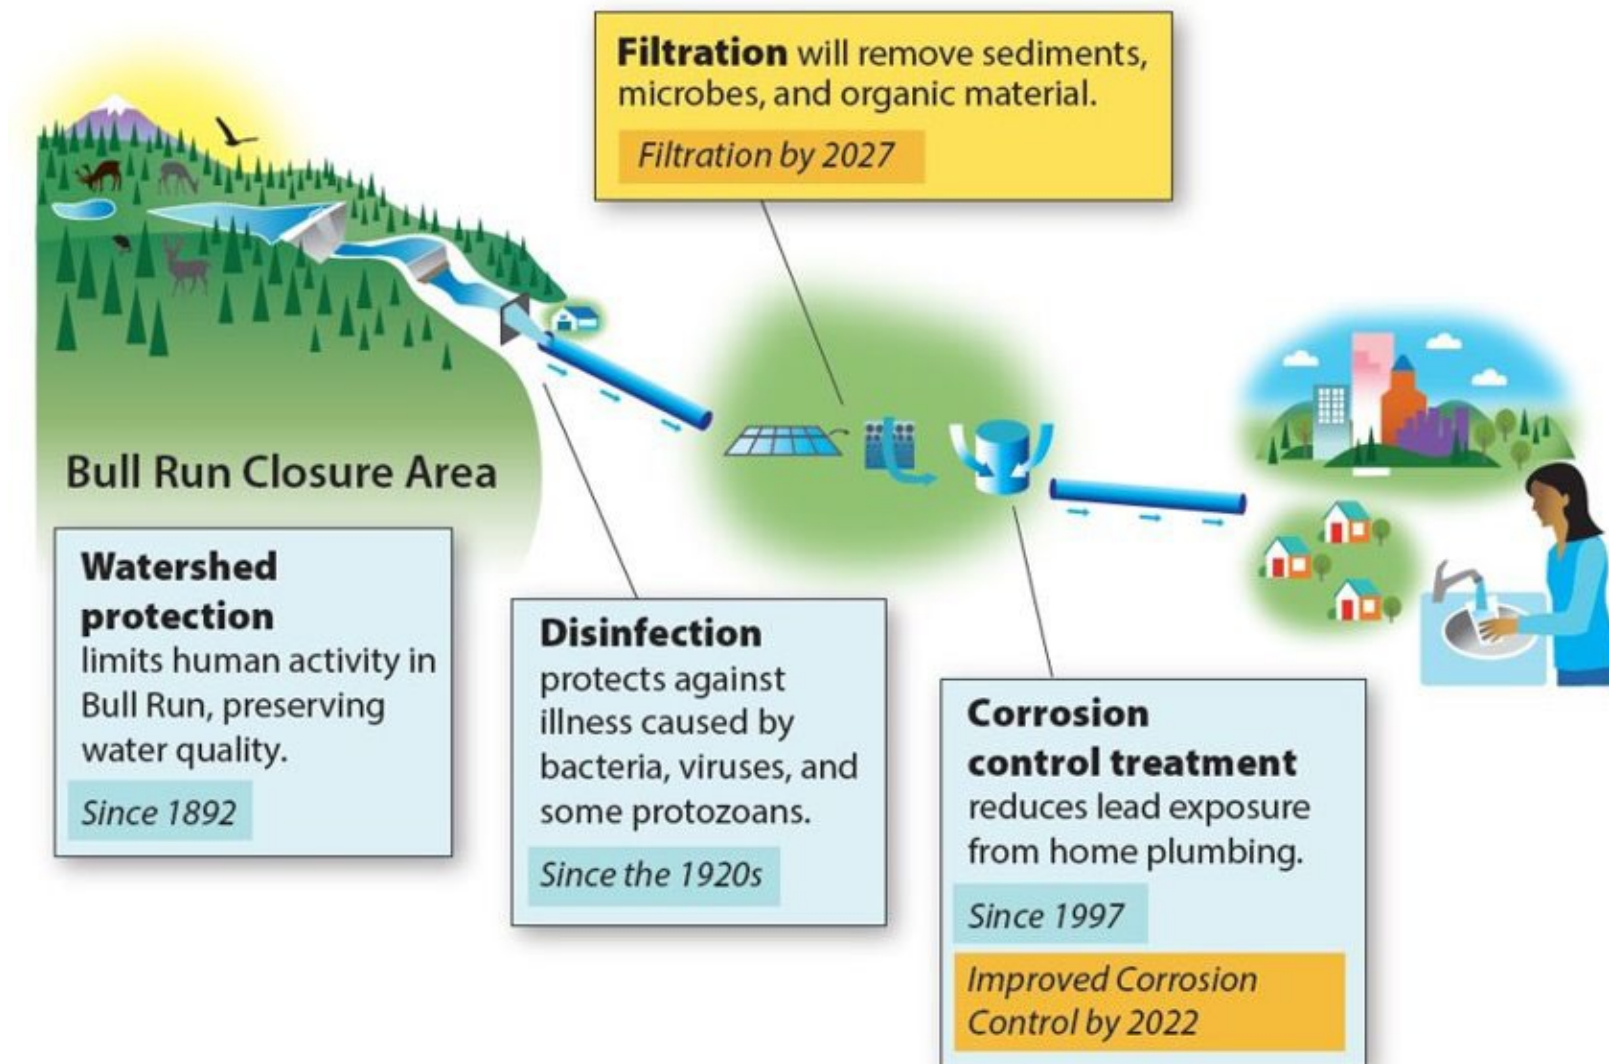 Filtration will remove sediments,
microbes, and organic material.
Filtration by 2027
Bull Run Closure Area
Watershed
protection
limits human activity in
Bull Run, preserving
water quality.
Since 1892
Disinfection
protects against
illness caused by
bacteria, viruses, and
some protozoans.
Since the 1920s
Corrosion
control treatment
reduces lead exposure
from home plumbing.
Since 1997
Improved Corrosion
Control by 2022